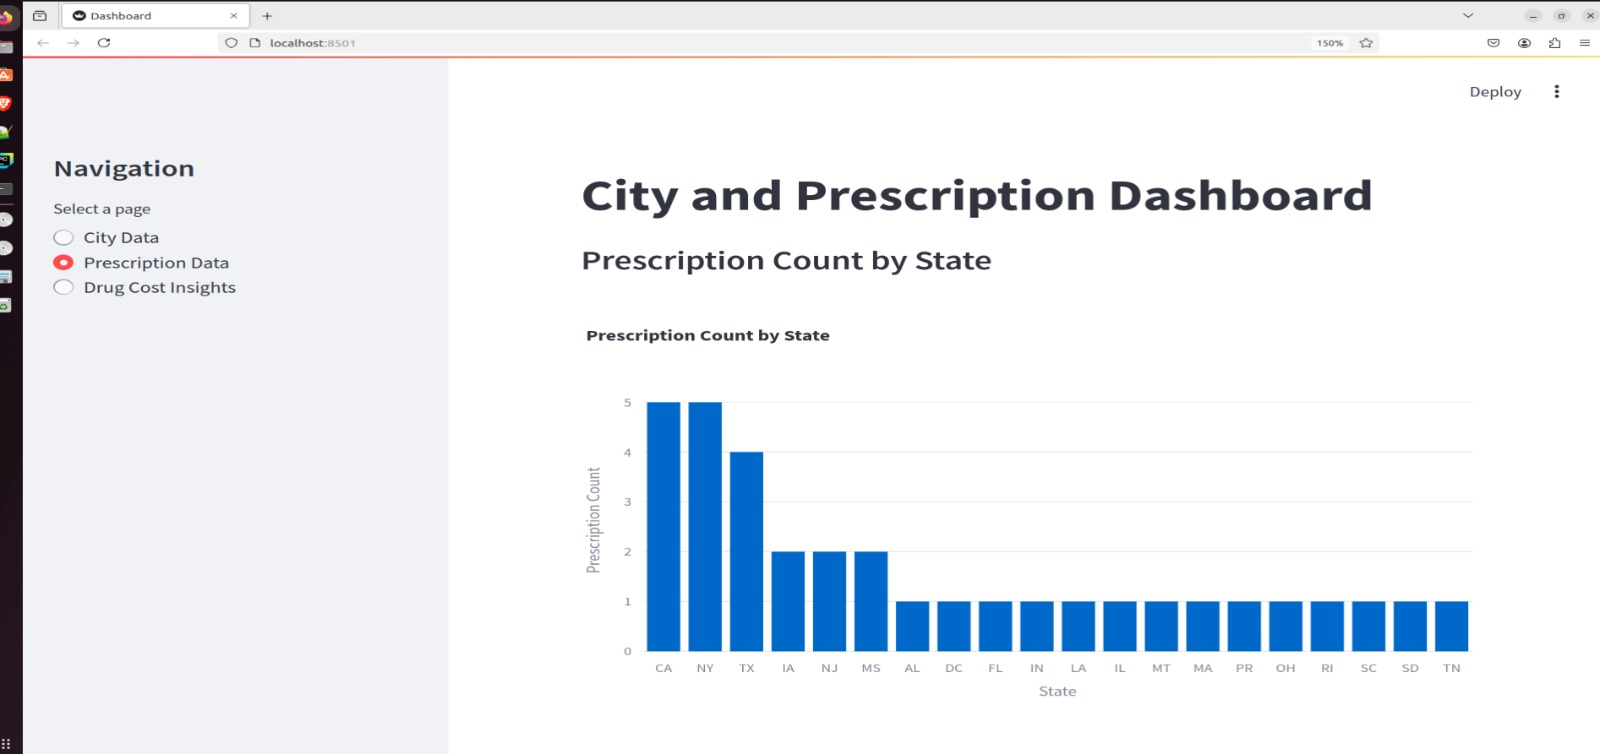 Dashboard
localhost:8501
150%
Deploy
Navigation
Select a page
City Data
Prescription Data
Drug Cost Insights
City and Prescription Dashboard
Prescription Count by State
Prescription Count by State
Prescription Count
5
4
3
2
1
0
CA NY TX IA NJ MS AL DC FL IN LA IL MT MA PR OH RI SC SD TN
State